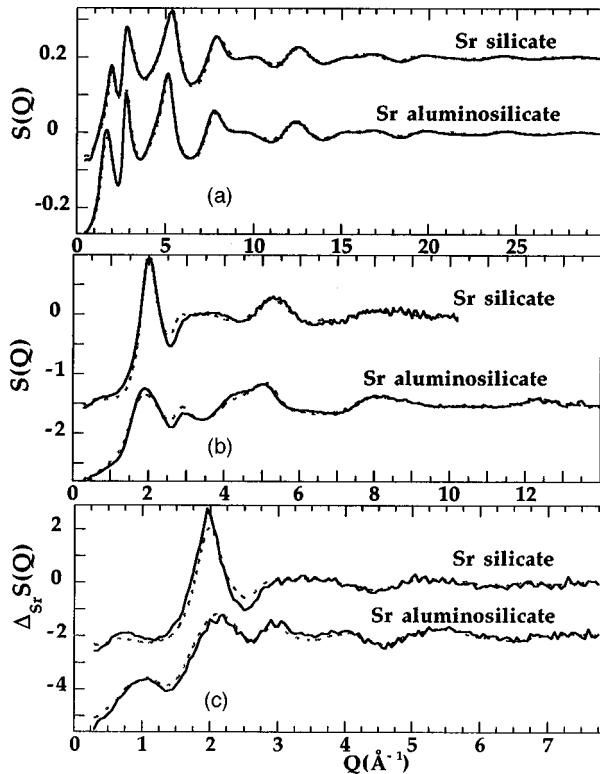 0.2
0
-0.2
S(Q)
Sr silicate
Sr aluminosilicate
(a)
0 5 10 15 20 25
0
-1
-2
S(Q)
Sr silicate
Sr aluminosilicate
(b)
0 2 4 6 8 10 12
2
0
-2
-4
ΔSr S(Q)
Sr silicate
Sr aluminosilicate
(c)
0 1 2 3 4 5 6 7
Q(Å⁻¹)